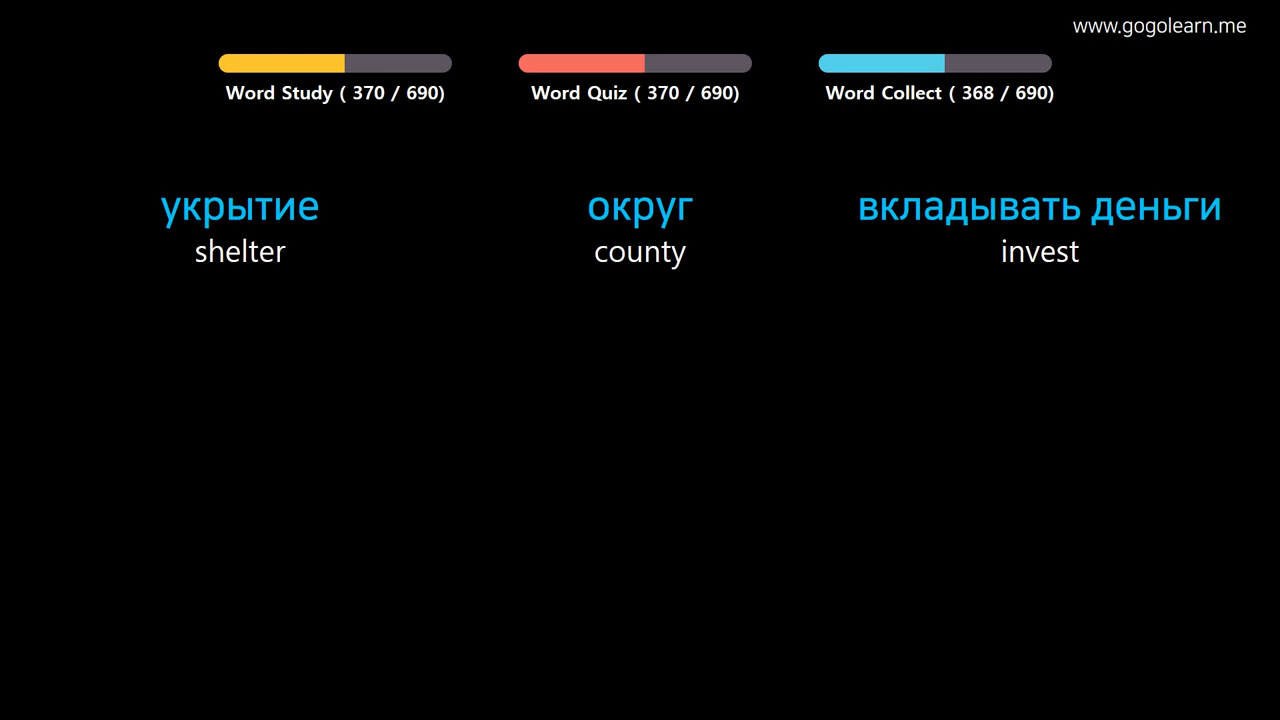 www.gogolearn.me
Word Study ( 370 / 690)
Word Quiz ( 370 / 690)
Word Collect ( 368 / 690)
укрытие
shelter
округ
county
вкладывать деньги
invest